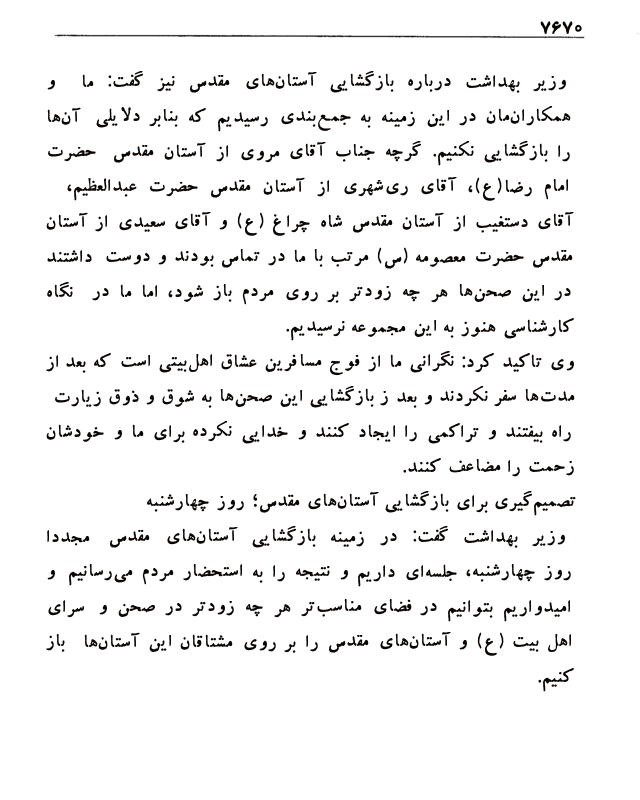 ۷۶۷۰
وزیر بهداشت درباره بازگشایی آستان‌های مقدس نیز گفت: ما و
همکاران‌مان در این زمینه به جمع‌بندی رسیدیم که بنابر دلایلی آن‌ها
را بازگشایی نکنیم. گرچه جناب آقای مروی از آستان مقدس حضرت
امام رضا(ع)، آقای ری‌شهری از آستان مقدس حضرت عبدالعظیم،
آقای دستغیب از آستان مقدس شاه چراغ (ع) و آقای سعیدی از آستان
مقدس حضرت معصومه (س) مرتب با ما در تماس بودند و دوست داشتند
در این صحن‌ها هر چه زودتر بر روی مردم باز شود، اما ما در نگاه
کارشناسی هنوز به این مجموعه نرسیدیم.
وی تاکید کرد: نگرانی ما از فوج مسافرین عشاق اهل‌بیتی است که بعد از
مدت‌ها سفر نکردند و بعد ز بازگشایی این صحن‌ها به شوق و ذوق زیارت
راه بیفتند و تراکمی را ایجاد کنند و خدایی نکرده برای ما و خودشان
زحمت را مضاعف کنند.
تصمیم‌گیری برای بازگشایی آستان‌های مقدس؛ روز چهارشنبه
وزیر بهداشت گفت: در زمینه بازگشایی آستان‌های مقدس مجددا
روز چهارشنبه، جلسه‌ای داریم و نتیجه را به استحضار مردم می‌رسانیم و
امیدواریم بتوانیم در فضای مناسب‌تر هر چه زودتر در صحن و سرای
اهل بیت (ع) و آستان‌های مقدس را بر روی مشتاقان این آستان‌ها باز
کنیم.